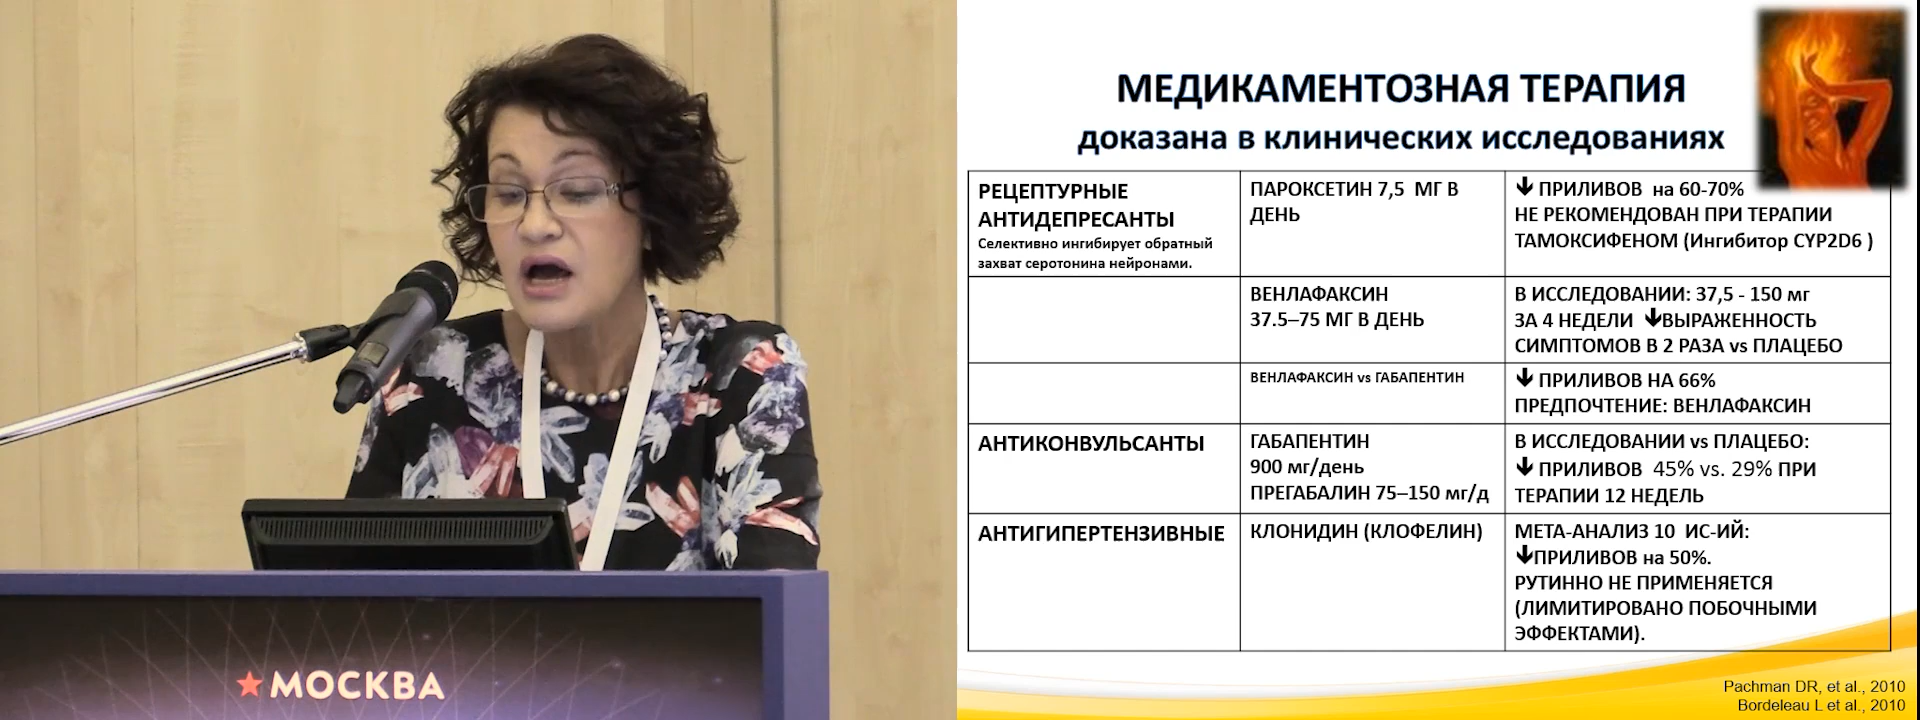 ★МОСКВА
МЕДИКАМЕНТОЗНАЯ ТЕРАПИЯ
доказана в клинических исследованиях
РЕЦЕПТУРНЫЕ
АНТИДЕПРЕСАНТЫ
Селективно ингибирует обратный
захват серотонина нейронами.
ПАРОКСЕТИН 7,5 МГ В
ДЕНЬ
🡻 ПРИЛИВОВ на 60-70%
НЕ РЕКОМЕНДОВАН ПРИ ТЕРАПИИ
ТАМОКСИФЕНОМ (Ингибитор CYP2D6 )
ВЕНЛАФАКСИН
37.5–75 МГ В ДЕНЬ
В ИССЛЕДОВАНИИ: 37,5 - 150 мг
ЗА 4 НЕДЕЛИ 🡻ВЫРАЖЕННОСТЬ
СИМПТОМОВ В 2 РАЗА vs ПЛАЦЕБО
ВЕНЛАФАКСИН vs ГАБАПЕНТИН
🡻 ПРИЛИВОВ НА 66%
ПРЕДПОЧТЕНИЕ: ВЕНЛАФАКСИН
АНТИКОНВУЛЬСАНТЫ
ГАБАПЕНТИН
900 мг/день
ПРЕГАБАЛИН 75–150 мг/д
В ИССЛЕДОВАНИИ vs ПЛАЦЕБО:
🡻 ПРИЛИВОВ 45% vs. 29% ПРИ
ТЕРАПИИ 12 НЕДЕЛЬ
АНТИГИПЕРТЕНЗИВНЫЕ
КЛОНИДИН (КЛОФЕЛИН)
МЕТА-АНАЛИЗ 10 ИС-ИЙ:
🡻ПРИЛИВОВ на 50%.
РУТИННО НЕ ПРИМЕНЯЕТСЯ
(ЛИМИТИРОВАНО ПОБОЧНЫМИ
ЭФФЕКТАМИ).
Pachman DR, et al., 2010
Bordeleau L et al., 2010